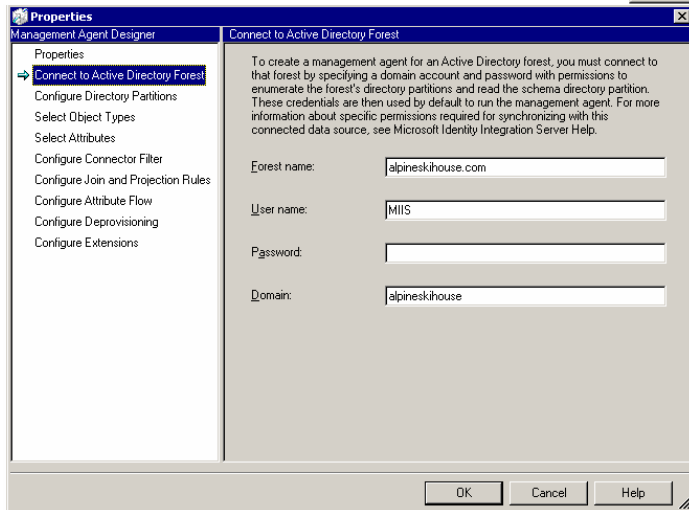 Properties
Management Agent Designer
Connect to Active Directory Forest
Properties
Connect to Active Directory Forest
Configure Directory Partitions
Select Object Types
Select Attributes
Configure Connector Filter
Configure Join and Projection Rules
Configure Attribute Flow
Configure Deprovisioning
Configure Extensions
To create a management agent for an Active Directory forest, you must connect to
that forest by specifying a domain account and password with permissions to
enumerate the forest's directory partitions and read the schema directory partition.
These credentials are then used by default to run the management agent. For more
information about specific permissions required for synchronizing with this
connected data source, see Microsoft Identity Integration Server Help.
Forest name: alpineskihouse.com
User name: MIIS
Password:
Domain: alpineskihouse
OK Cancel Help